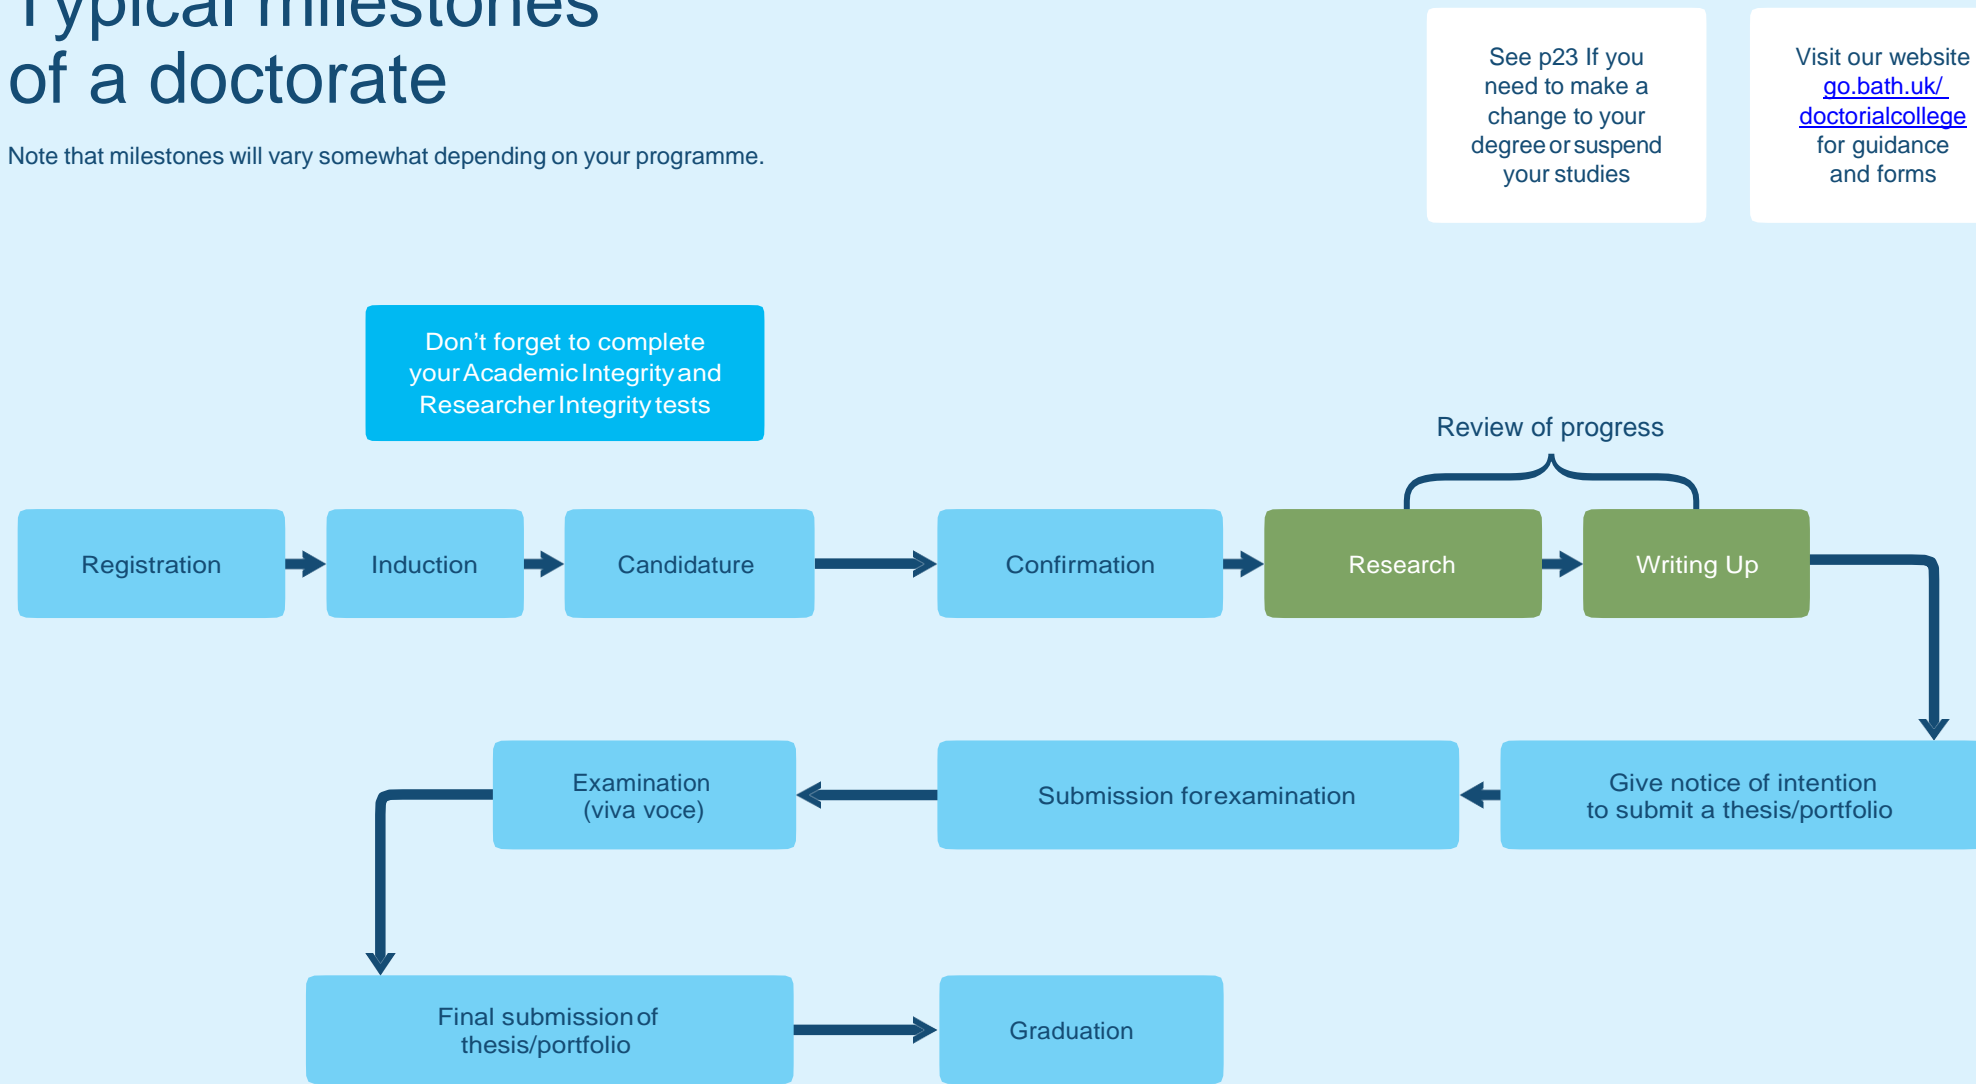 Typical milestones
of a doctorate
Note that milestones will vary somewhat depending on your programme.
See p23 If you
need to make a
change to your
degree or suspend
your studies
Visit our website
go.bath.uk/
doctorialcollege
for guidance
and forms
Don't forget to complete
your Academic Integrity and
Researcher Integrity tests
Review of progress
Registration
Induction
Candidature
Confirmation
Research
Writing Up
Examination
(viva voce)
Submission forexamination
Give notice of intention
to submit a thesis/portfolio
Final submission of
thesis/portfolio
Graduation